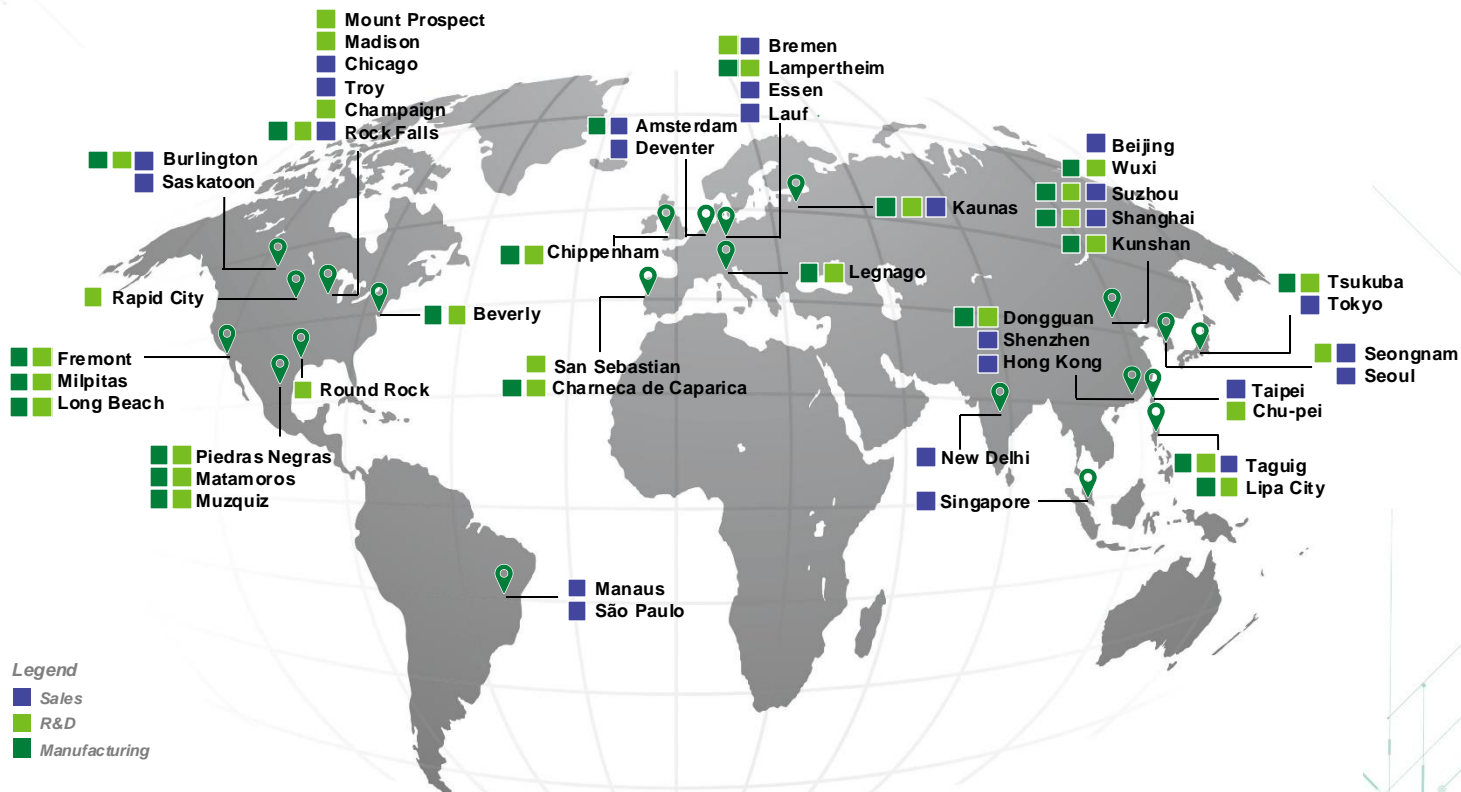 Mount Prospect
Madison
Chicago
Troy
Champaign
Rock Falls
Burlington
Saskatoon
Rapid City
Beverly
Fremont
Milpitas
Long Beach
Round Rock
Piedras Negras
Matamoros
Muzquiz
Manaus
São Paulo
Amsterdam
Deventer
Bremen
Lampertheim
Essen
Lauf
Chippenham
Kaunas
Legnago
San Sebastian
Charneca de Caparica
Beijing
Wuxi
Suzhou
Shanghai
Kunshan
Tsukuba
Tokyo
Dongguan
Shenzhen
Hong Kong
Seongnam
Seoul
Taipei
Chu-pei
New Delhi
Singapore
Taguig
Lipa City
Legend
Sales
R&D
Manufacturing